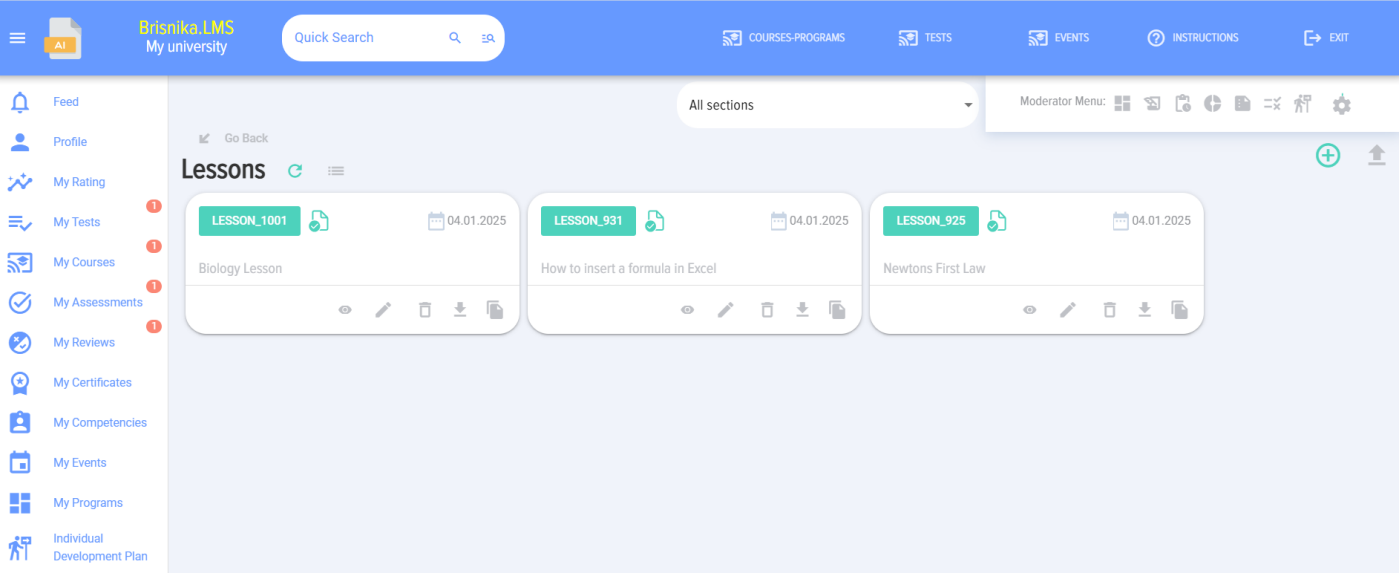 Brisnika.LMS
My university
AI
Quick Search
COURSES-PROGRAMS
TESTS
EVENTS
INSTRUCTIONS
EXIT
All sections
Moderator Menu:
Feed
Profile
My Rating
1
My Tests
1
My Courses
1
My Assessments
1
My Reviews
My Certificates
My Competencies
My Events
My Programs
Individual
Development Plan
Go Back
Lessons
LESSON_1001
04.01.2025
Biology Lesson
LESSON_931
04.01.2025
How to insert a formula in Excel
LESSON_925
04.01.2025
Newtons First Law